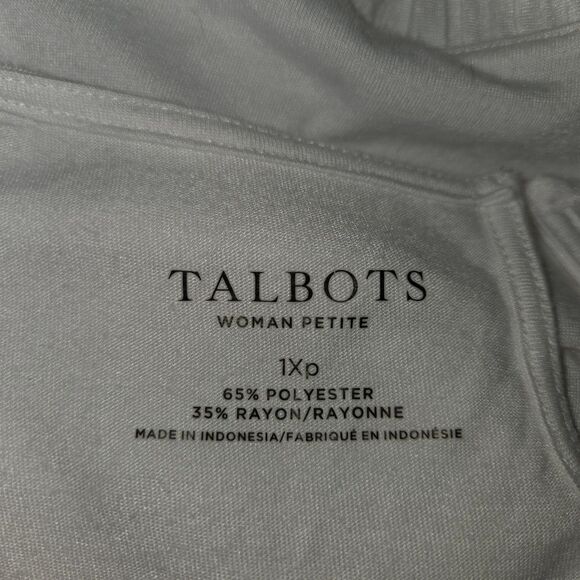 TALBOTS
WOMAN PETITE
1Xp
65% POLYESTER
35% RAYON/RAYONNE
MADE IN INDONESIA/FABRIQUÉ EN INDONÉSIE